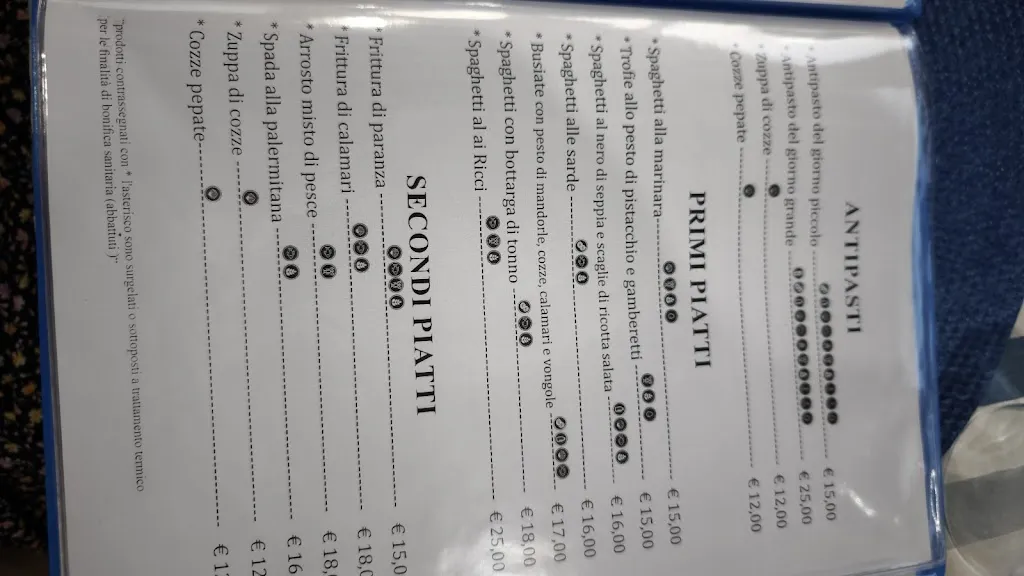 ANTIPASTI
* Antipasto del giorno piccolo € 15,00
* Antipasto del giorno grande € 25,00
* Zuppa di cozze € 12,00
* Cozze pepate € 12,00
PRIMI PIATTI
* Spaghetti alla marinara € 15,00
* Trofie allo pesto di pistacchio e gamberetti € 15,00
* Spaghetti al nero di seppia e scaglie di ricotta salata € 16,00
* Spaghetti alle sarde € 16,00
* Busiate con pesto di mandorle, cozze, calamari e vongole € 17,00
* Spaghetti con bottarga di tonno € 18,00
* Spaghetti al ai Ricci € 25,00
SECONDI PIATTI
* Frittura di paranza € 15,0
* Frittura di calamari € 18,0
* Arrosto misto di pesce € 18,
* Spada alla palermitana € 16
* Zuppa di cozze € 12
* Cozze pepate € 1
"prodotti contrassegnati con * l'asterisco sono surgelati o sottoposti a trattamento termico
per le finalità di bonifica sanitaria (abbattuti )"